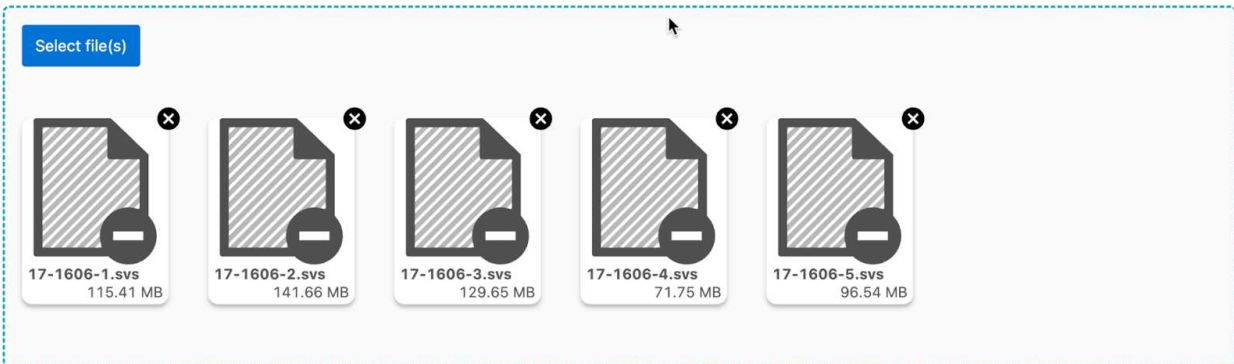 Select file(s)
17-1606-1.svs
115.41 MB
17-1606-2.svs
141.66 MB
17-1606-3.svs
129.65 MB
17-1606-4.svs
71.75 MB
17-1606-5.svs
96.54 MB